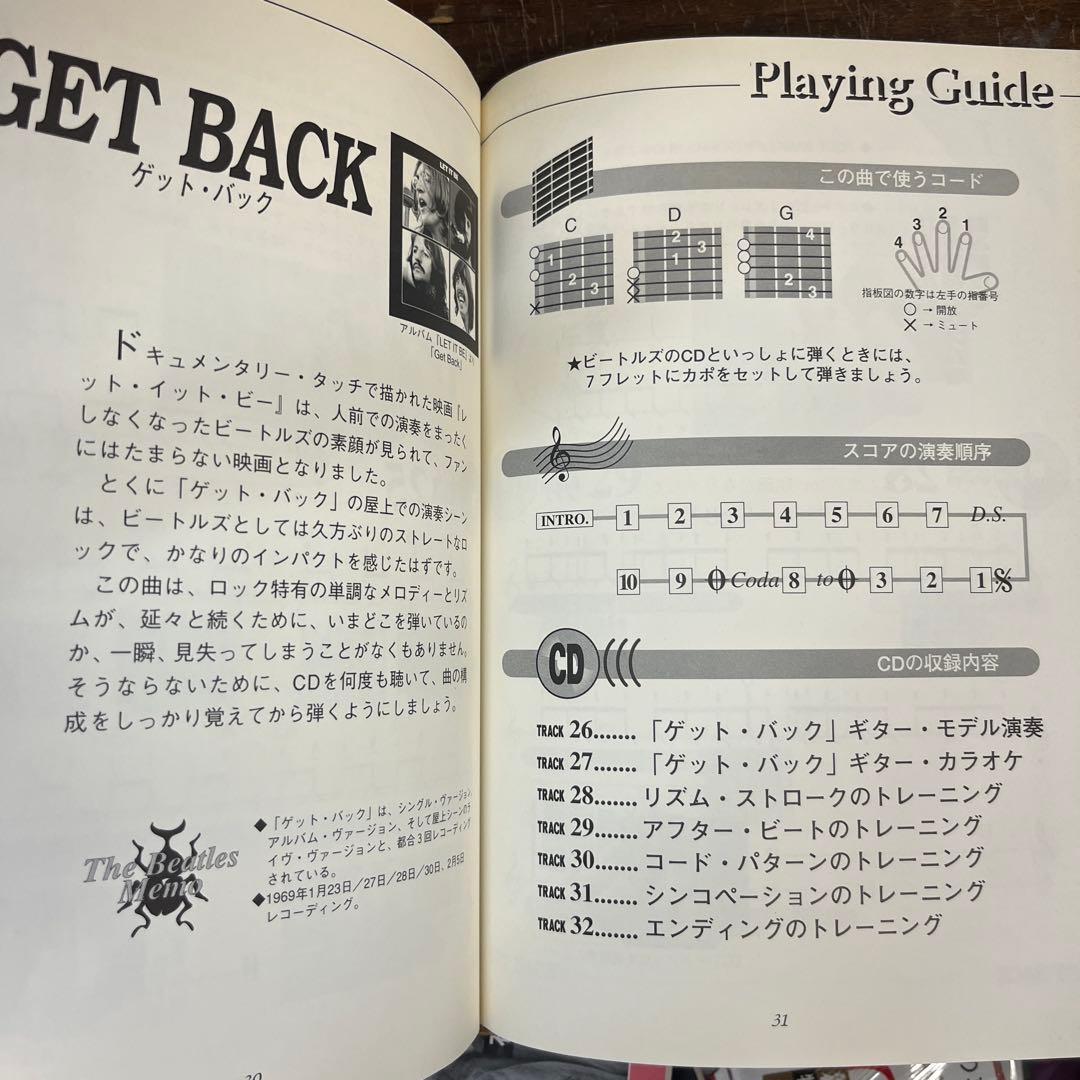 GET BACK
ゲット・バック
LET IT BE
アルバム「LET IT BE」より
「Get Back」
ドキュメンタリー・タッチで描かれた映画『レ
ット・イット・ビー』は、人前での演奏をまったく
しなくなったビートルズの素顔が見られて、ファン
にはたまらない映画となりました。
とくに「ゲット・バック」の屋上での演奏シーン
は、ビートルズとしては久方ぶりのストレートなロ
ックで、かなりのインパクトを感じたはずです。
この曲は、ロック特有の単調なメロディーとリズ
ムが、延々と続くために、いまどこを弾いているの
か、一瞬、見失ってしまうことがなくもありません。
そうならないために、CDを何度も聴いて、曲の構
成をしっかり覚えてから弾くようにしましょう。
The Beatles
Memo
◆「ゲット・バック」は、シングル・ヴァージョン、
アルバム・ヴァージョン、そして屋上シーンのラ
イヴ・ヴァージョンと、都合3回レコーディング
されている。
◆1969年1月23日/27日/28日/30日、2月5日
レコーディング。
Playing Guide
この曲で使うコード
C D G
1 2 3
2 3 1
4 2 3
4 3 2 1
指板図の数字は左手の指番号
○ → 開放
× → ミュート
★ビートルズのCDといっしょに弾くときには、
7フレットにカポをセットして弾きましょう。
スコアの演奏順序
INTRO. 1 2 3 4 5 6 7 D.S.
10 9 Coda 8 to 3 2 1
CD CDの収録内容
TRACK 26.......「ゲット・バック」ギター・モデル演奏
TRACK 27.......「ゲット・バック」ギター・カラオケ
TRACK 28.......リズム・ストロークのトレーニング
TRACK 29.......アフター・ビートのトレーニング
TRACK 30.......コード・パターンのトレーニング
TRACK 31.......シンコペーションのトレーニング
TRACK 32.......エンディングのトレーニング
31